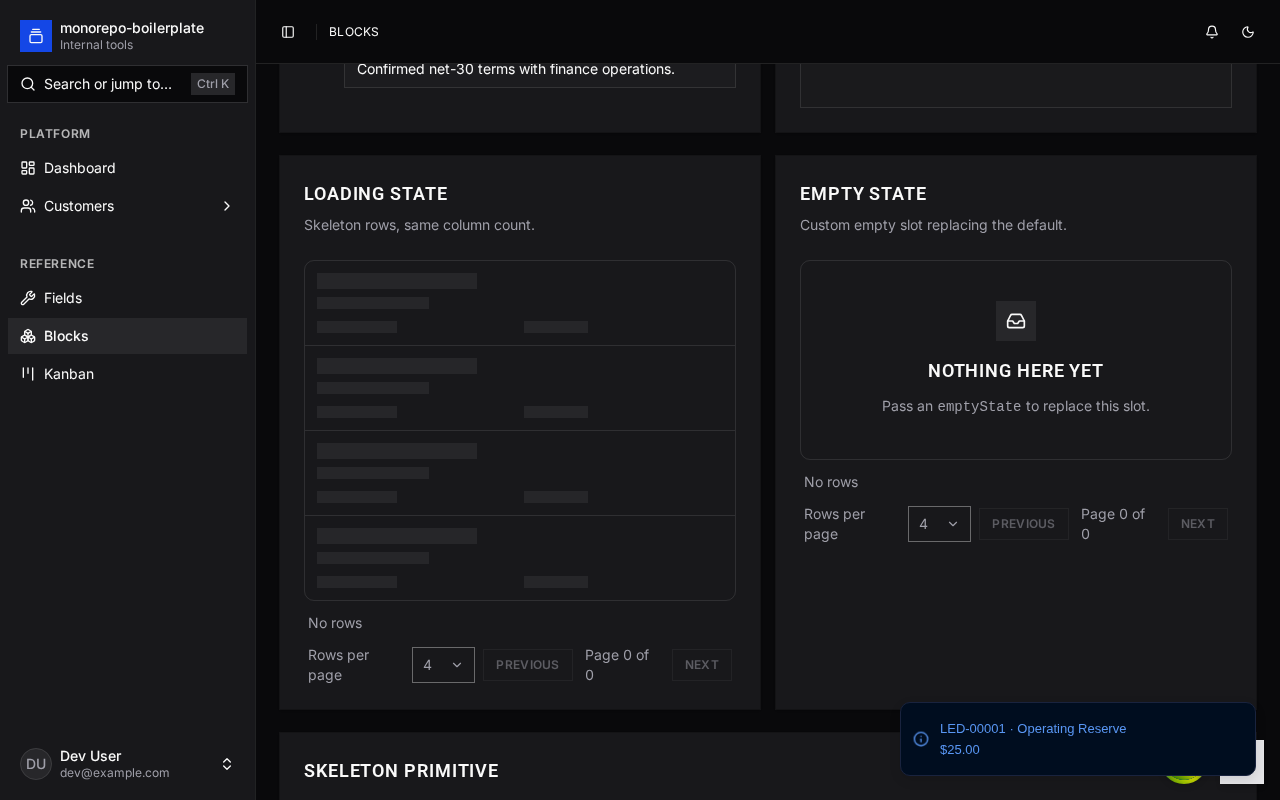 monorepo-boilerplate
Internal tools
Search or jump to...
Ctrl K
PLATFORM
Dashboard
Customers
REFERENCE
Fields
Blocks
Kanban
DU
Dev User
dev@example.com
BLOCKS
Confirmed net-30 terms with finance operations.
LOADING STATE
Skeleton rows, same column count.
No rows
Rows per
page
4
PREVIOUS
Page 0 of
0
NEXT
EMPTY STATE
Custom empty slot replacing the default.
NOTHING HERE YET
Pass an emptyState to replace this slot.
No rows
Rows per
page
4
PREVIOUS
Page 0 of
0
NEXT
SKELETON PRIMITIVE
LED-00001 · Operating Reserve
$25.00